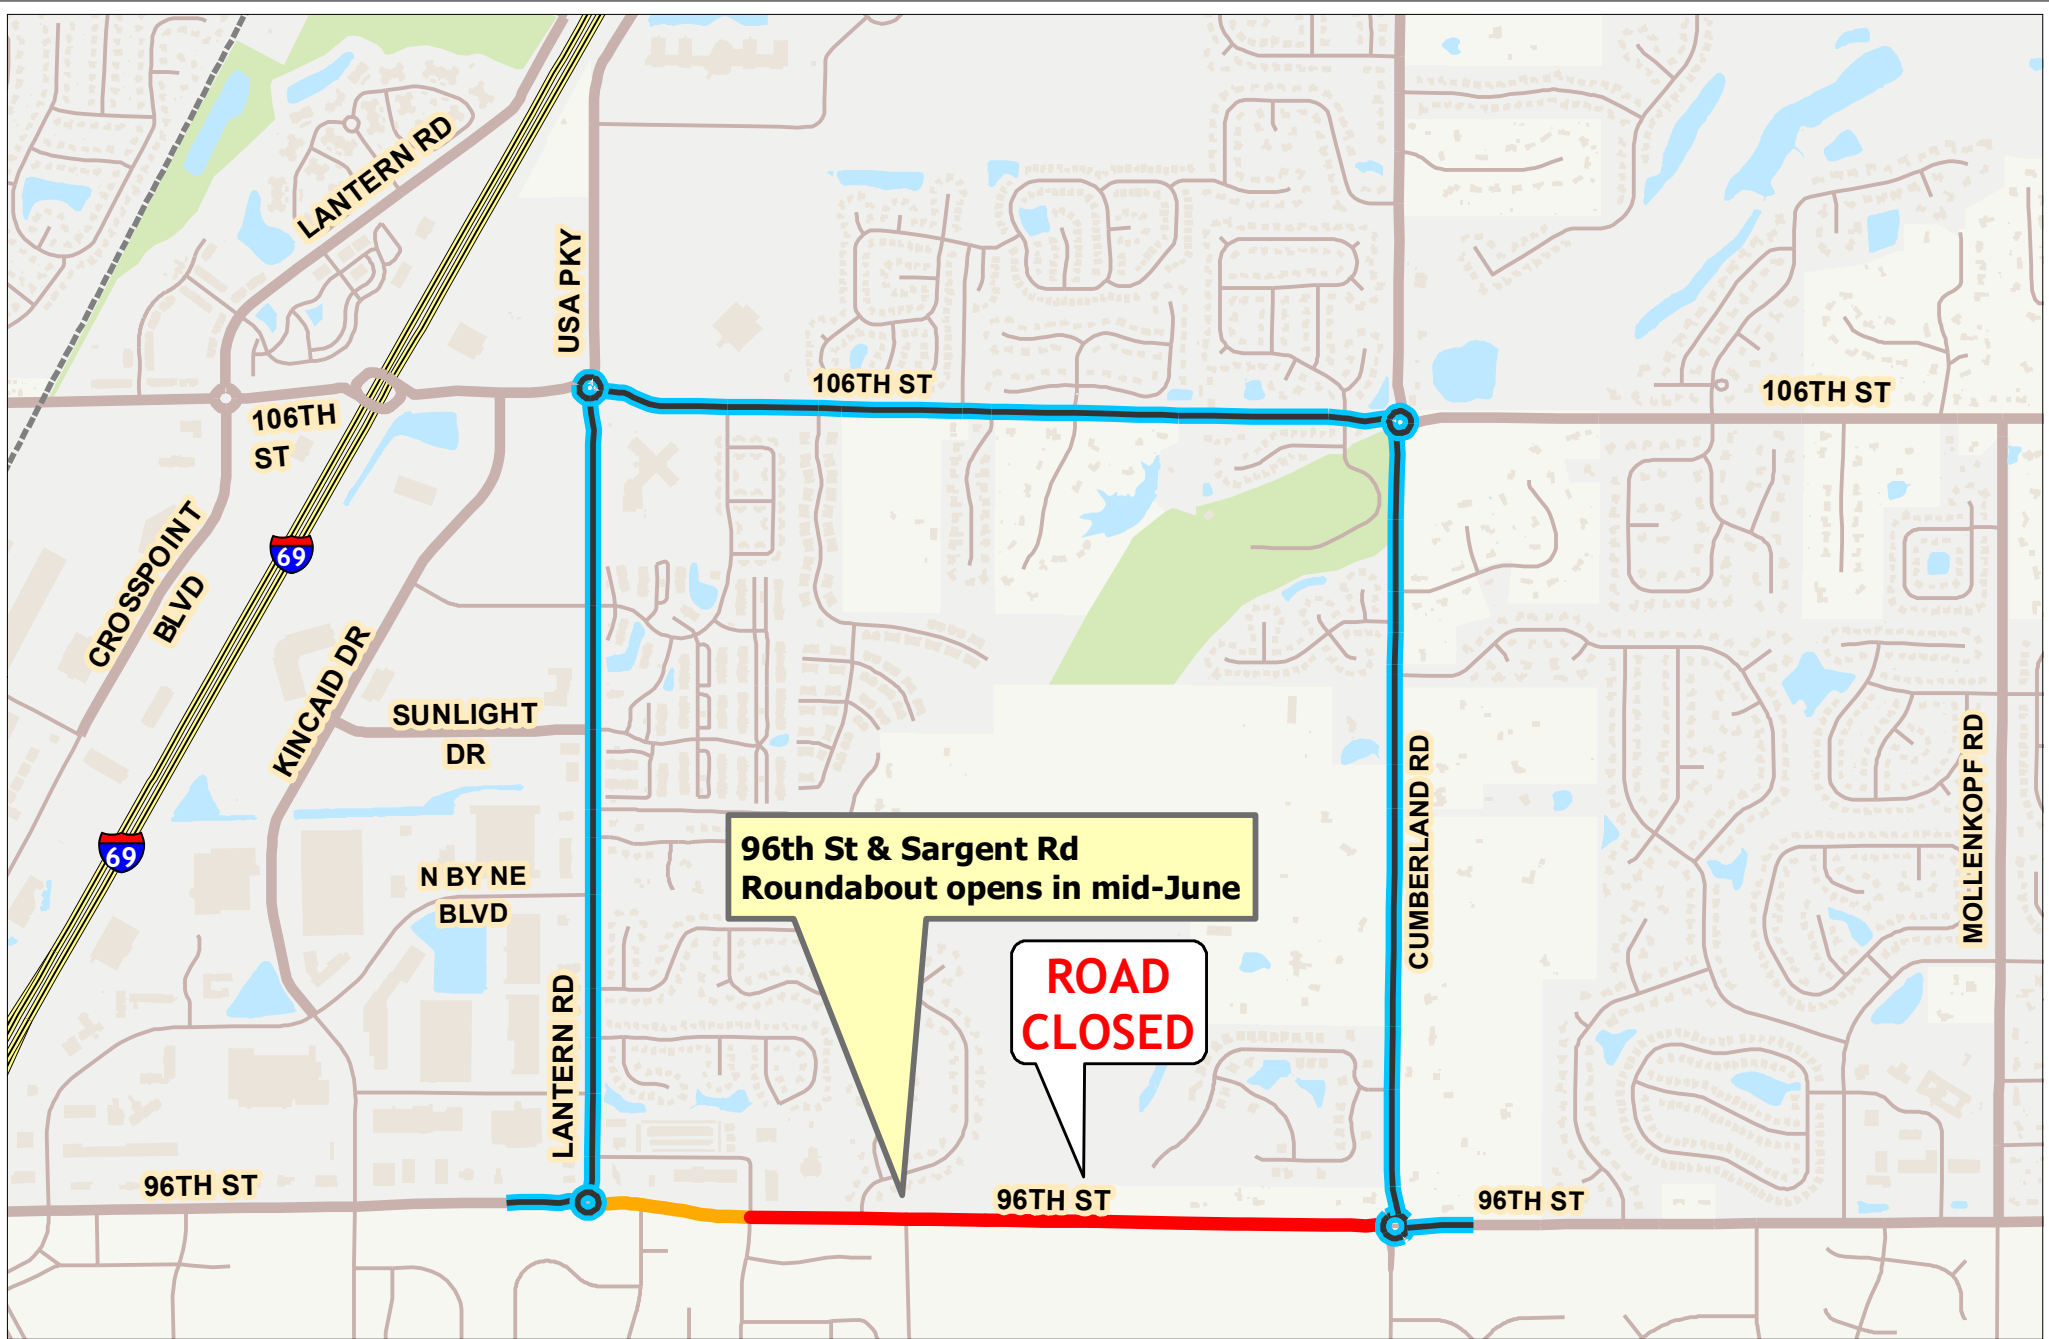 LANTERN RD
USA PKY
106TH ST
106TH ST
106TH
ST
CROSSPOINT
BLVD
69
KINCAID DR
SUNLIGHT
DR
69
N BY NE
BLVD
96th St & Sargent Rd
Roundabout opens in mid-June
CUMBERLAND RD
MOLLENKOPF RD
ROAD
CLOSED
LANTERN RD
96TH ST
96TH ST
96TH ST